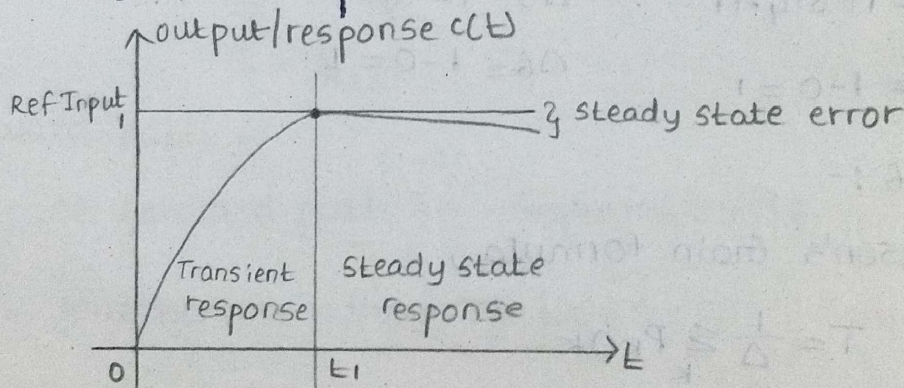 output/response c(t)
Ref Input
1
} steady state error
Transient
response
steady state
response
0
t1
t